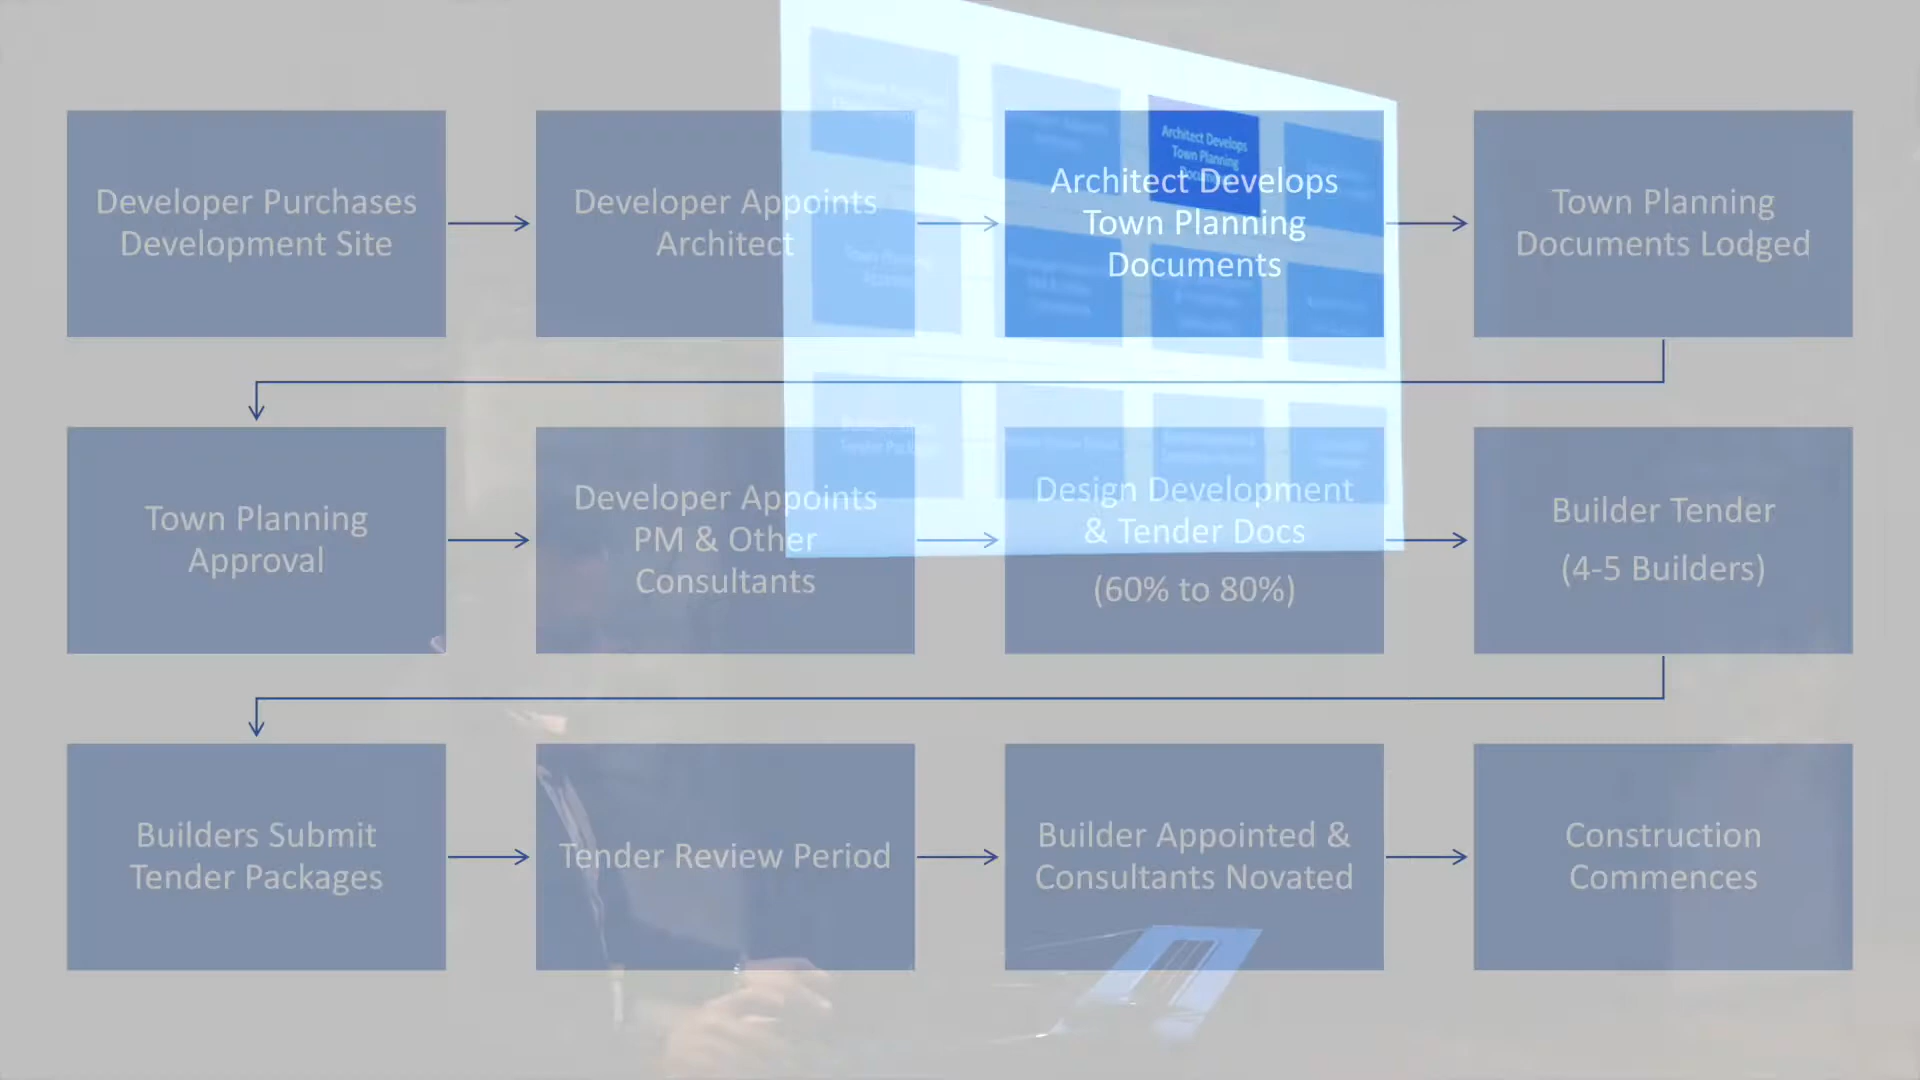 Developer Purchases
Development Site
Developer Appoints
Architect
Architect Develops
Town Planning
Documents
Town Planning
Documents Lodged
Town Planning
Approval
Developer Appoints
PM & Other
Consultants
Design Development
& Tender Docs
(60% to 80%)
Builder Tender
(4-5 Builders)
Builders Submit
Tender Packages
Tender Review Period
Builder Appointed &
Consultants Novated
Construction
Commences
Architect Develops
Town Planning